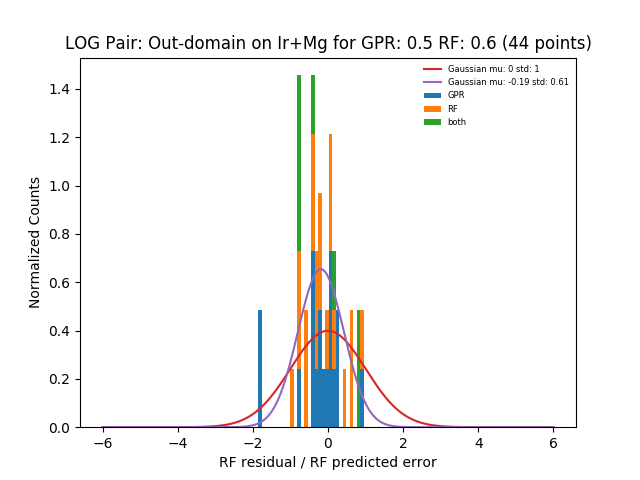 LOG Pair: Out-domain on Ir+Mg for GPR: 0.5 RF: 0.6 (44 points)
Gaussian mu: 0 std: 1
Gaussian mu: -0.19 std: 0.61
GPR
RF
both
Normalized Counts
1.4
1.2
1.0
0.8
0.6
0.4
0.2
0.0
−6 −4 −2 0 2 4 6
RF residual / RF predicted error